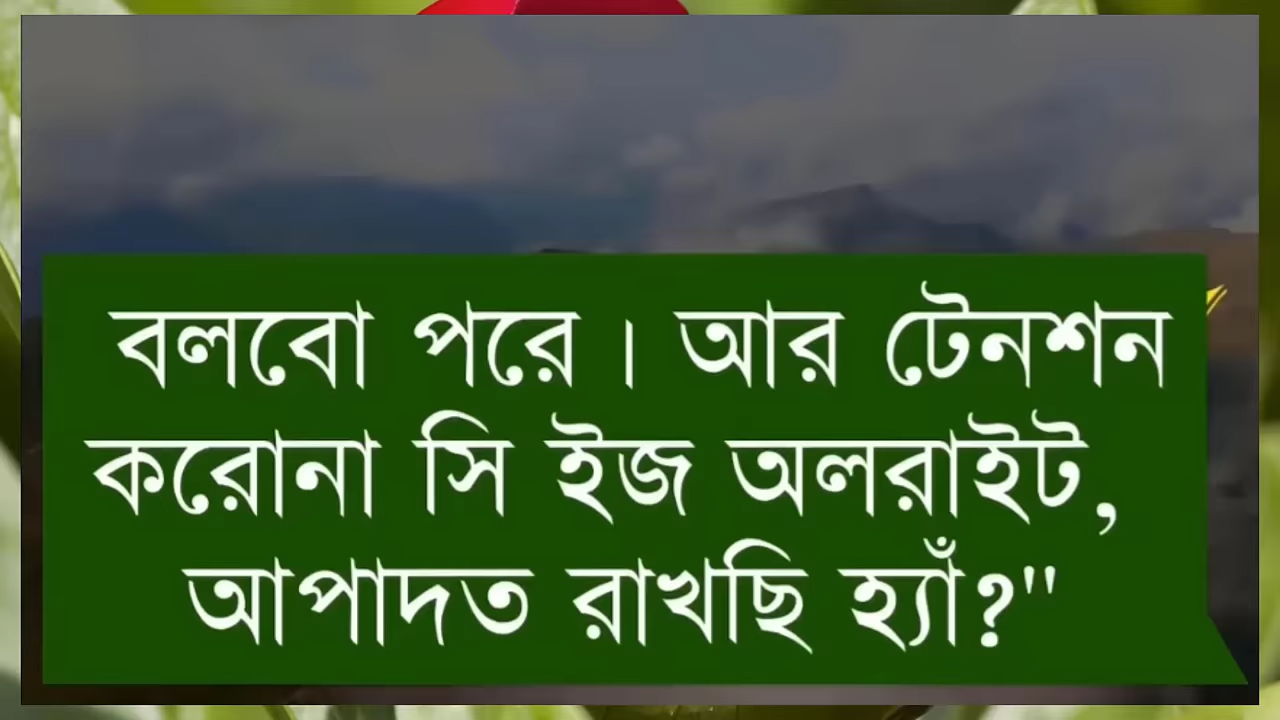 বলবো পরে। আর টেনশন
করোনা সি ইজ অলরাইট,
আপাদত রাখছি হ্যাঁ?"